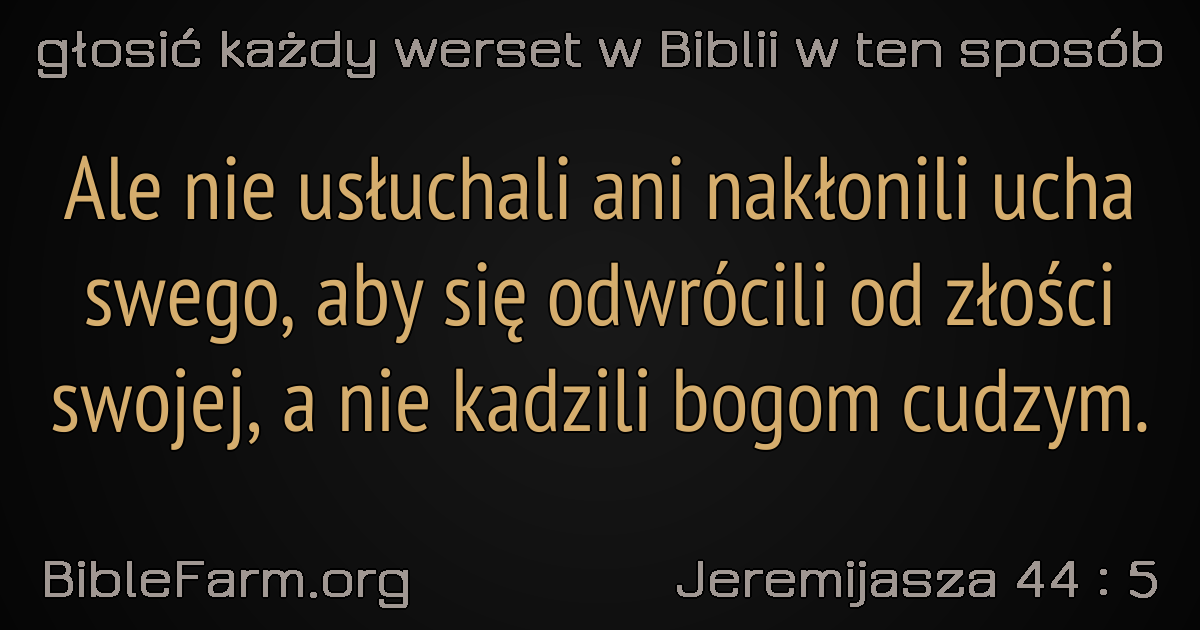 głosić każdy werset w Biblii w ten sposób
Ale nie usłuchali ani nakłonili ucha
swego, aby się odwrócili od złości
swojej, a nie kadzili bogom cudzym.
BibleFarm.org
Jeremijasza 44 : 5